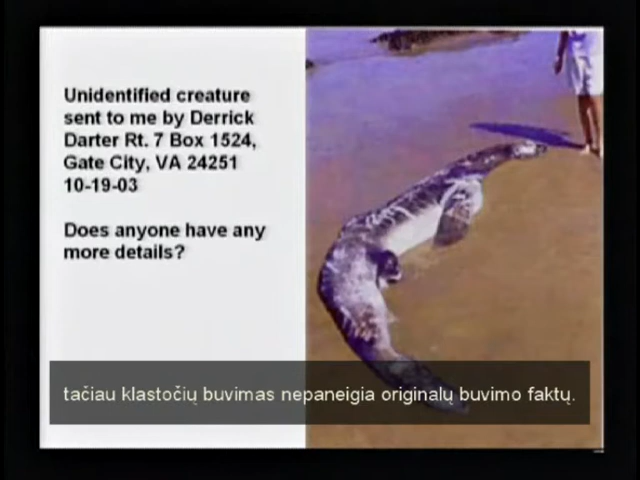 Unidentified creature
sent to me by Derrick
Darter Rt. 7 Box 1524,
Gate City, VA 24251
10-19-03
Does anyone have any
more details?
tačiau klastočių buvimas nepaneigia originalų buvimo faktų.